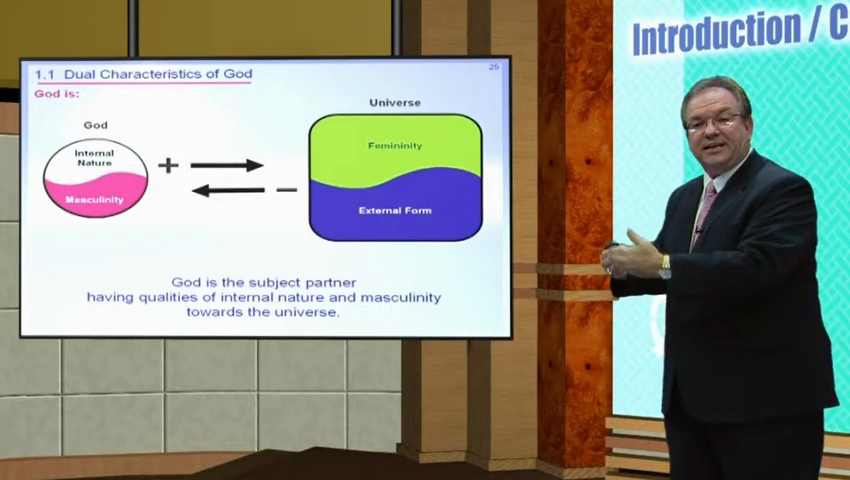 1.1 Dual Characteristics of God
25
God is:
God
Internal
Nature
Masculinity
+
−
Universe
Femininity
External Form
God is the subject partner
having qualities of internal nature and masculinity
towards the universe.
Introduction / C